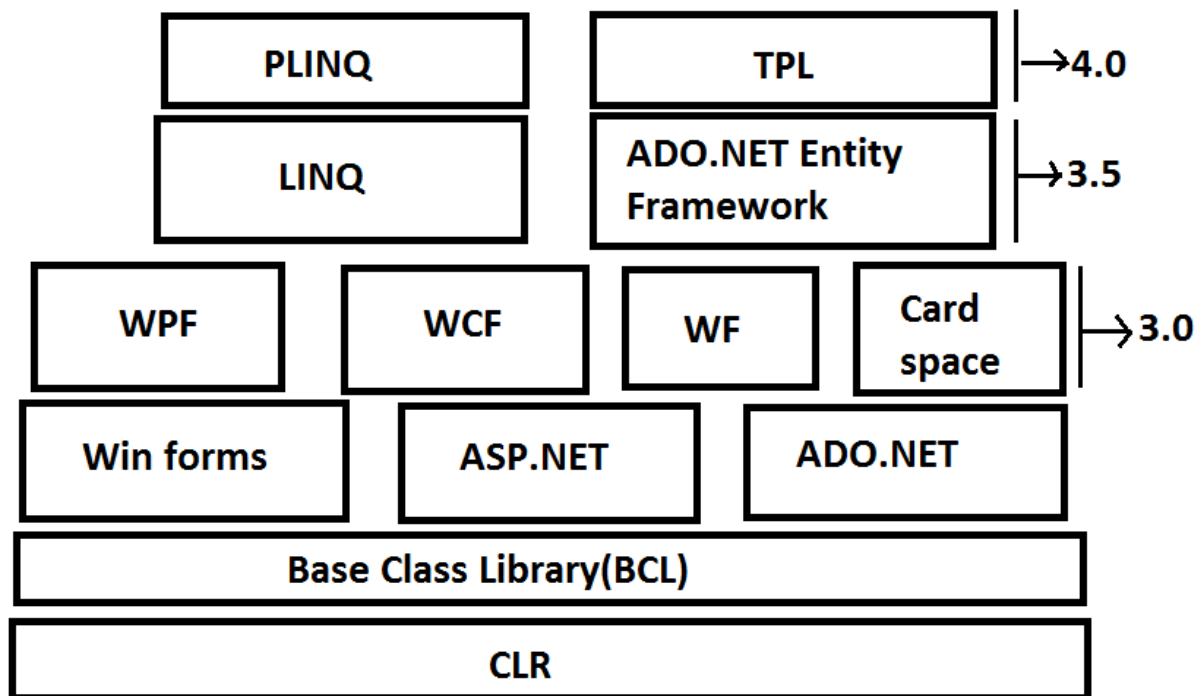 PLINQ
TPL
4.0
LINQ
ADO.NET Entity
Framework
3.5
WPF
WCF
WF
Card
space
3.0
Win forms
ASP.NET
ADO.NET
Base Class Library(BCL)
CLR